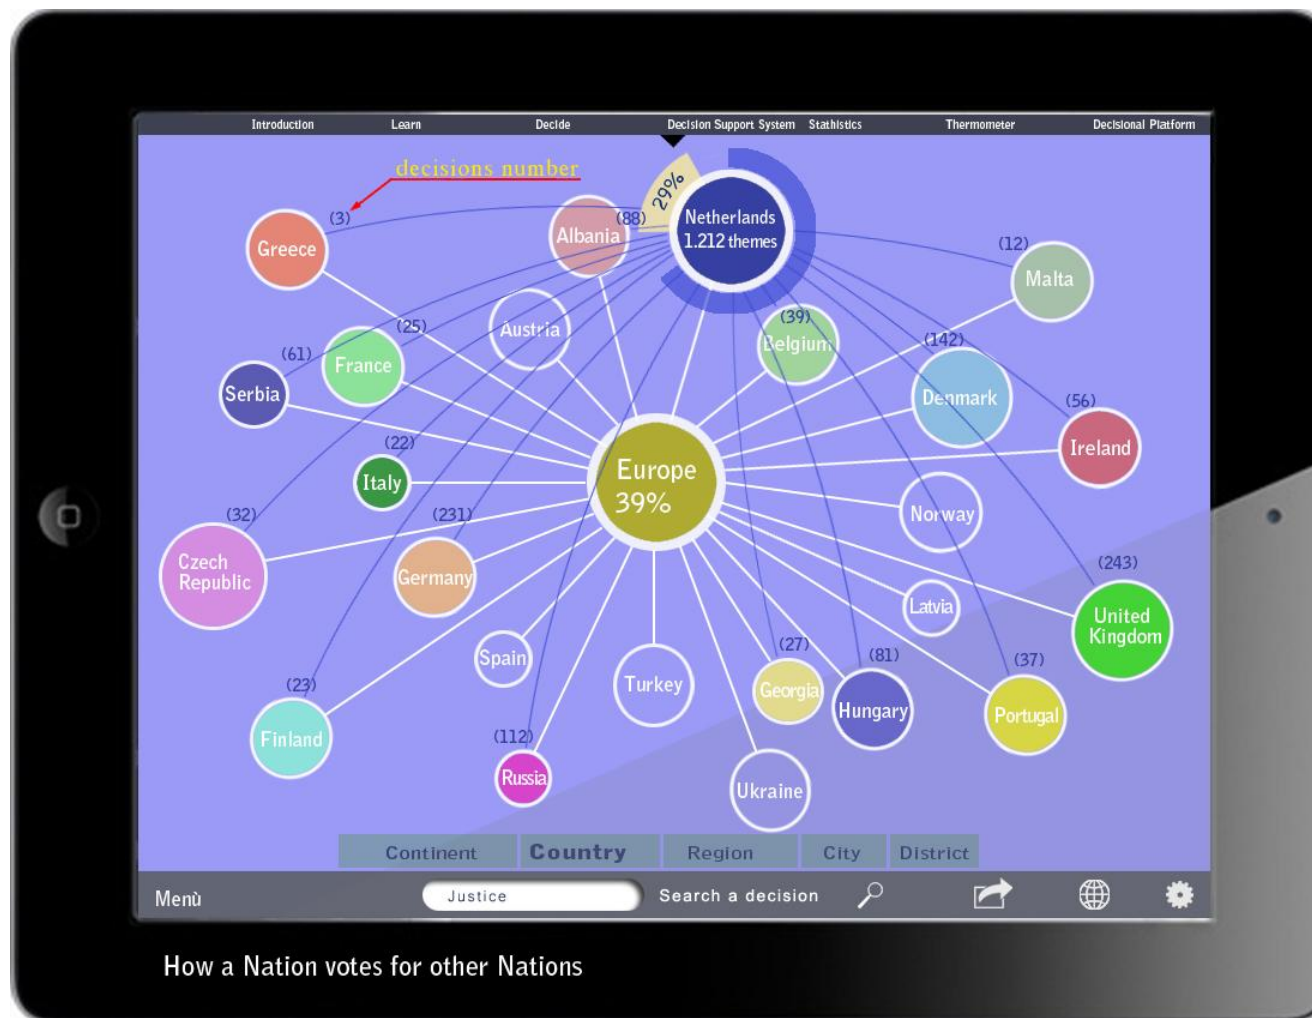 Introduction
Learn
Decide
Decision Support System
Stathistics
Thermometer
Decisional Platform
decisions number
29%
Netherlands
1.212 themes
(3)
Greece
(88)
Albania
(12)
Malta
Austria
(39)
Belgium
(25)
France
(61)
Serbia
(142)
Denmark
(56)
Ireland
(22)
Italy
Europe
39%
Norway
(32)
Czech
Republic
(231)
Germany
(243)
United
Kingdom
Latvia
Spain
Turkey
(27)
Georgia
(81)
Hungary
(37)
Portugal
(23)
Finland
(112)
Russia
Ukraine
Continent
Country
Region
City
District
Menù
Justice
Search a decision
How a Nation votes for other Nations